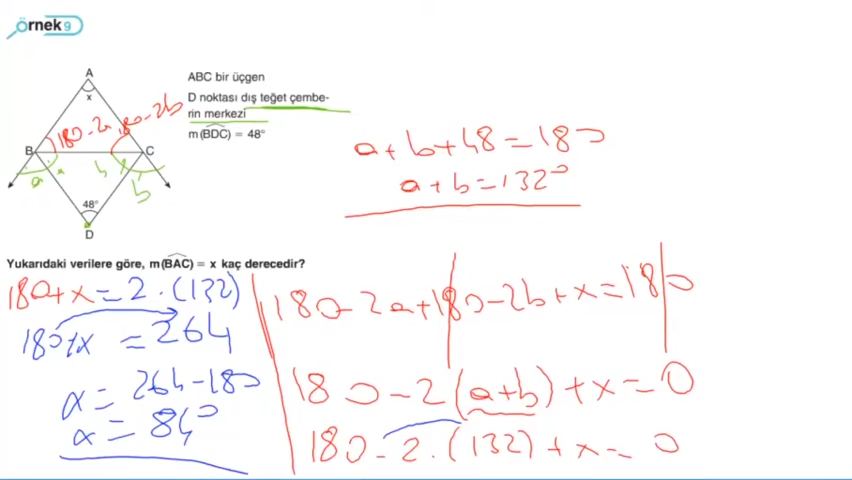 örnek 9
A
x
180-2a
180-2b
B
C
a
x
b
b
48°
D
ABC bir üçgen
D noktası dış teğet çembe-
rin merkezi
m(BDC) = 48°
a+b+48=180
a+b=132°
Yukarıdaki verilere göre, m(BAC) = x kaç derecedir?
180+x=2.(132)
180+x=264
x=264-180
x=84°
180-2a+180-2b+x=180
180-2(a+b)+x=0
180-2.(132)+x=0